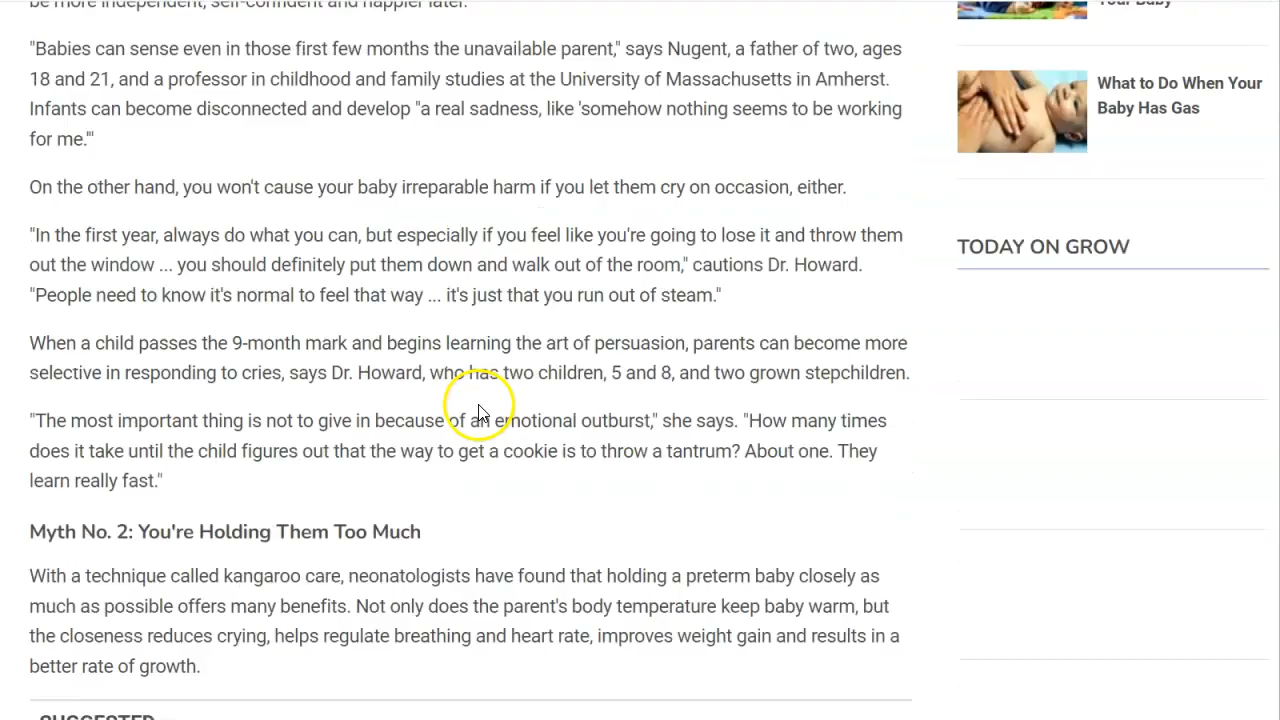 be more independent, self-confident and happier later.
"Babies can sense even in those first few months the unavailable parent," says Nugent, a father of two, ages
18 and 21, and a professor in childhood and family studies at the University of Massachusetts in Amherst.
Infants can become disconnected and develop "a real sadness, like 'somehow nothing seems to be working
for me.'"
On the other hand, you won't cause your baby irreparable harm if you let them cry on occasion, either.
"In the first year, always do what you can, but especially if you feel like you're going to lose it and throw them
out the window ... you should definitely put them down and walk out of the room," cautions Dr. Howard.
"People need to know it's normal to feel that way ... it's just that you run out of steam."
When a child passes the 9-month mark and begins learning the art of persuasion, parents can become more
selective in responding to cries, says Dr. Howard, who has two children, 5 and 8, and two grown stepchildren.
"The most important thing is not to give in because of an emotional outburst," she says. "How many times
does it take until the child figures out that the way to get a cookie is to throw a tantrum? About one. They
learn really fast."
Myth No. 2: You're Holding Them Too Much
With a technique called kangaroo care, neonatologists have found that holding a preterm baby closely as
much as possible offers many benefits. Not only does the parent's body temperature keep baby warm, but
the closeness reduces crying, helps regulate breathing and heart rate, improves weight gain and results in a
better rate of growth.
SUGGESTED
Your Baby
What to Do When Your
Baby Has Gas
TODAY ON GROW